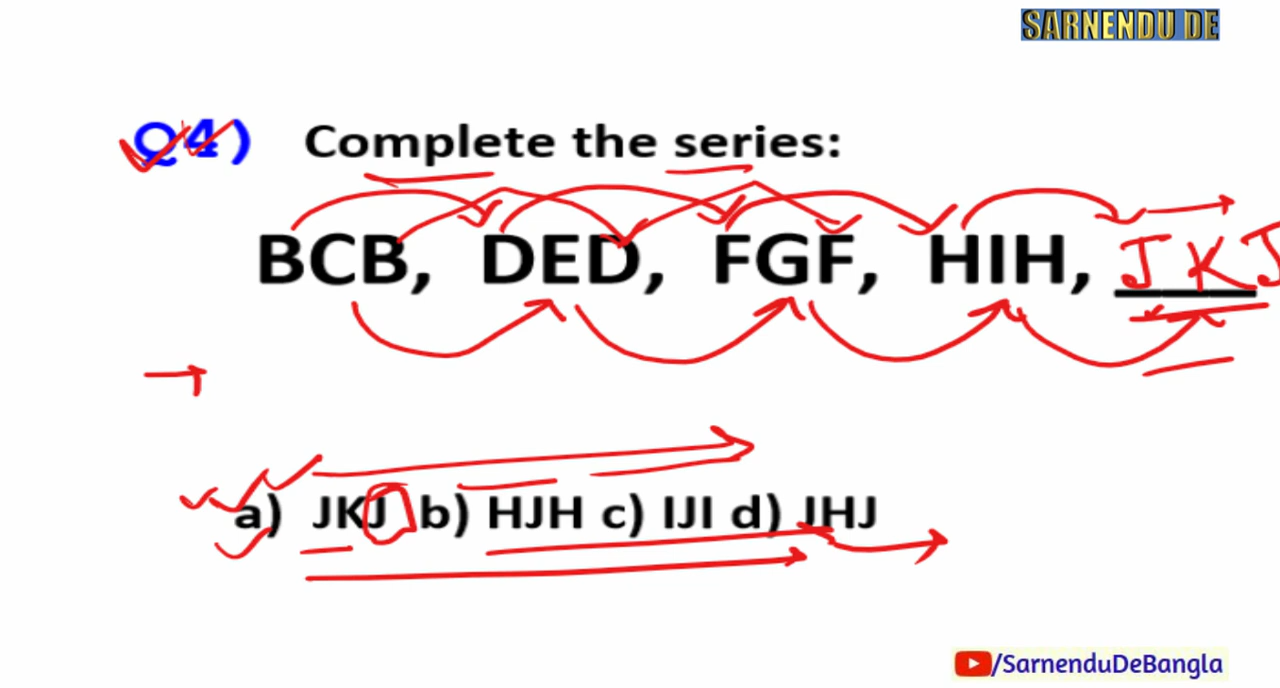 SARNENDU DE
Q4) Complete the series:
BCB, DED, FGF, HIH, JKJ
a) JKJ b) HJH c) IJI d) JHJ
/SarnenduDeBangla